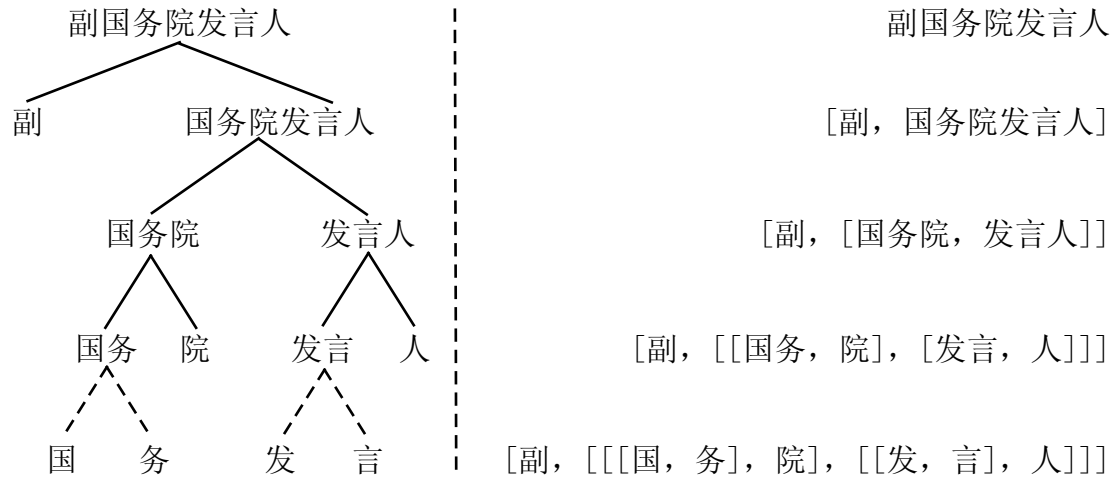 副国务院发言人
副国务院发言人
副
国务院发言人
[副，国务院发言人]
国务院
发言人
[副，[国务院，发言人]]
国务
院
发言
人
[副，[[国务，院]，[发言，人]]]
国
务
发
言
[副，[[[国，务]，院]，[[发，言]，人]]]